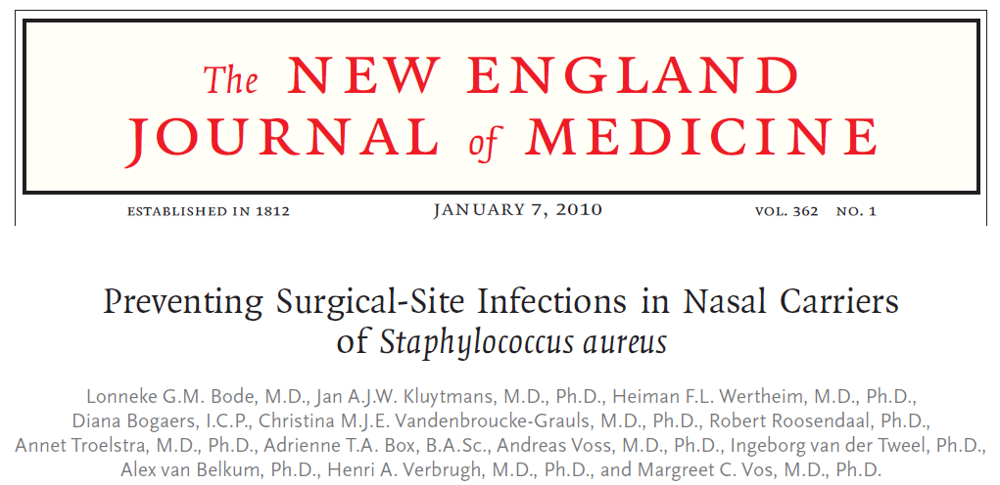 The NEW ENGLAND
JOURNAL of MEDICINE
ESTABLISHED IN 1812 JANUARY 7, 2010 VOL. 362 NO. 1
Preventing Surgical-Site Infections in Nasal Carriers
of Staphylococcus aureus
Lonneke G.M. Bode, M.D., Jan A.J.W. Kluytmans, M.D., Ph.D., Heiman F.L. Wertheim, M.D., Ph.D.,
Diana Bogaers, I.C.P., Christina M.J.E. Vandenbroucke-Grauls, M.D., Ph.D., Robert Roosendaal, Ph.D.,
Annet Troelstra, M.D., Ph.D., Adrienne T.A. Box, B.A.Sc., Andreas Voss, M.D., Ph.D., Ingeborg van der Tweel, Ph.D.,
Alex van Belkum, Ph.D., Henri A. Verbrugh, M.D., Ph.D., and Margreet C. Vos, M.D., Ph.D.